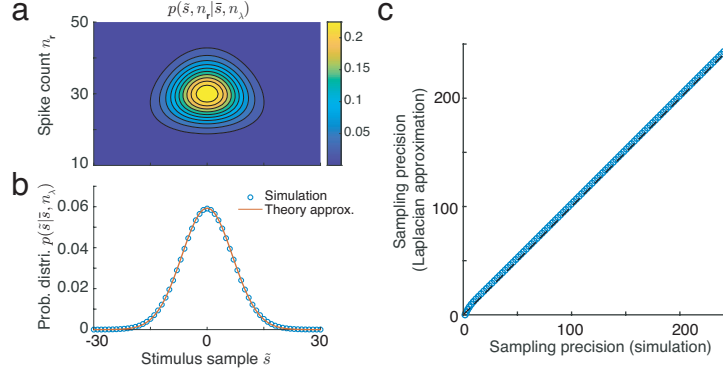 a
p(s̃, n_r|s̄, n_λ)
50
30
10
Spike count n_r
0.2
0.15
0.1
0.05
b
0.06
0.04
0.02
0
Prob. distri. p(s̃|s̄, n_λ)
Simulation
Theory approx.
-30 0 30
Stimulus sample s̃
c
200
100
0
Sampling precision
(Laplacian approximation)
0 100 200
Sampling precision (simulation)